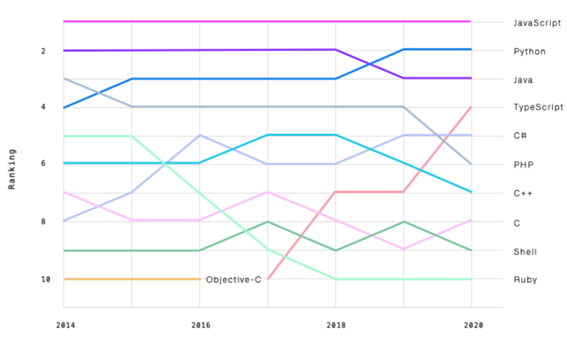 JavaScript
2
Python
Java
4
TypeScript
C#
Ranking
6
PHP
C++
8
C
Shell
10
Objective-C
Ruby
2014
2016
2018
2020